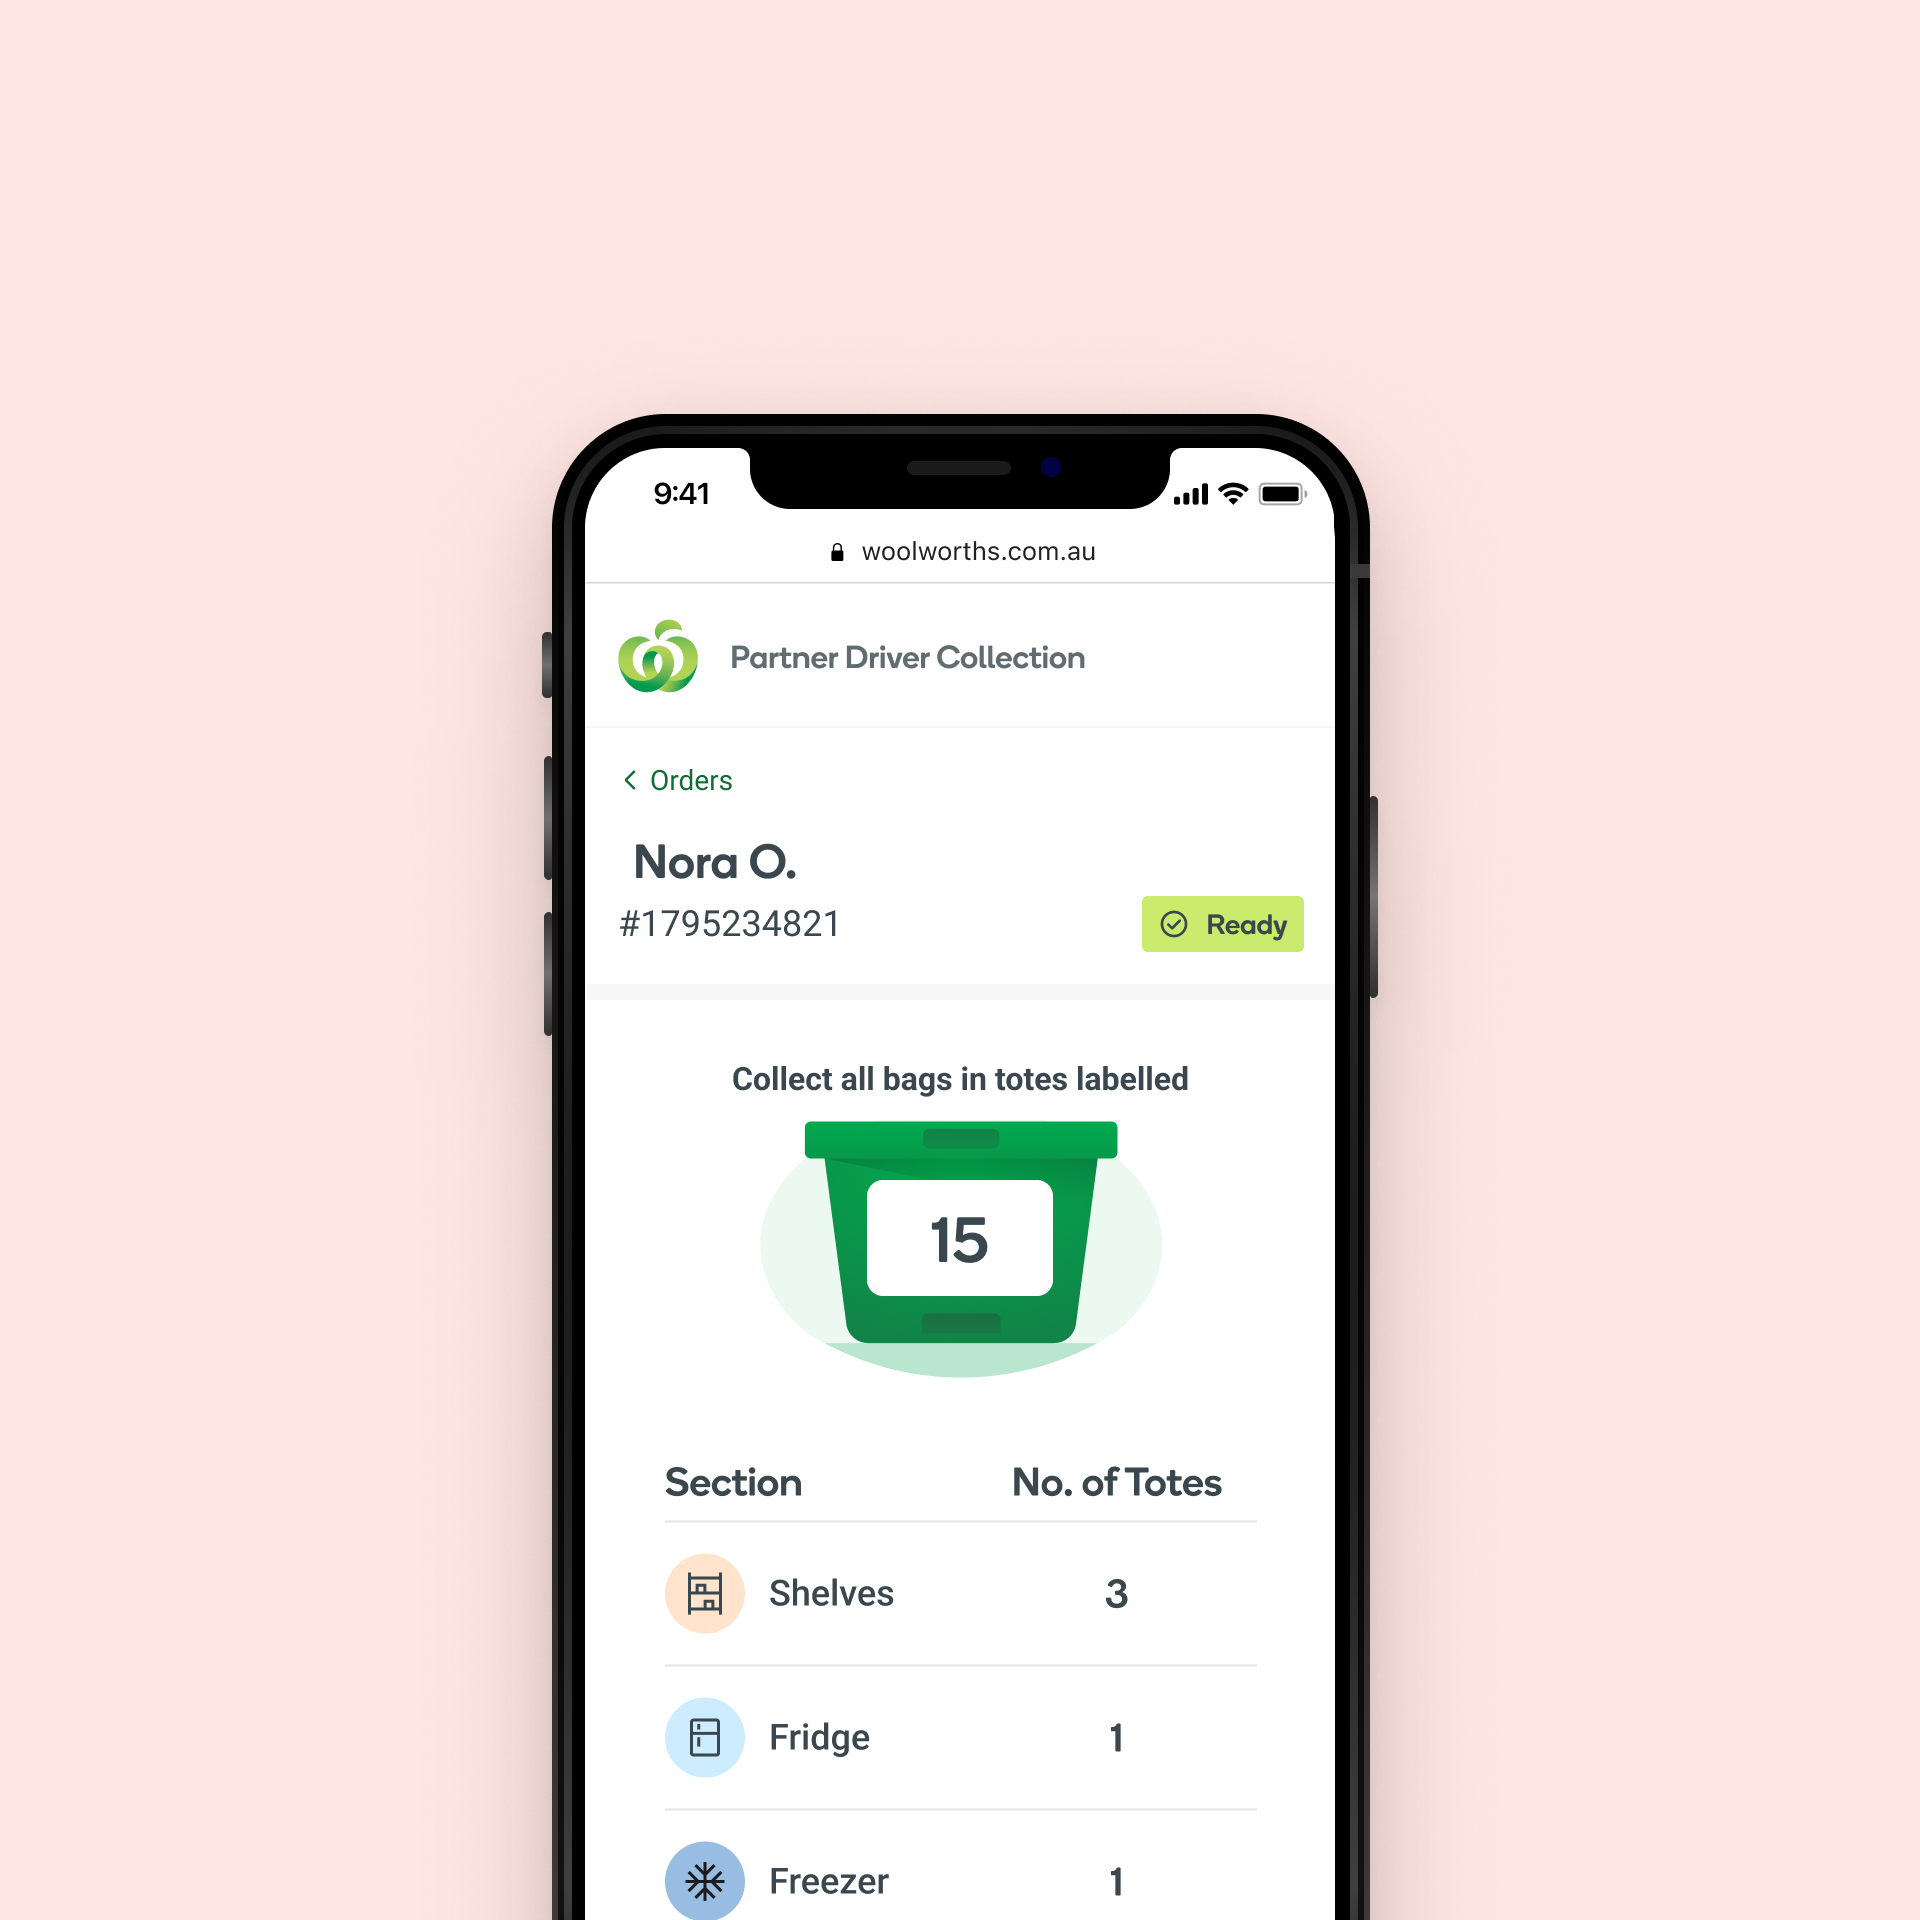 9:41
woolworths.com.au
Partner Driver Collection
Orders
Nora O.
#1795234821
Ready
Collect all bags in totes labelled
15
Section No. of Totes
Shelves 3
Fridge 1
Freezer 1